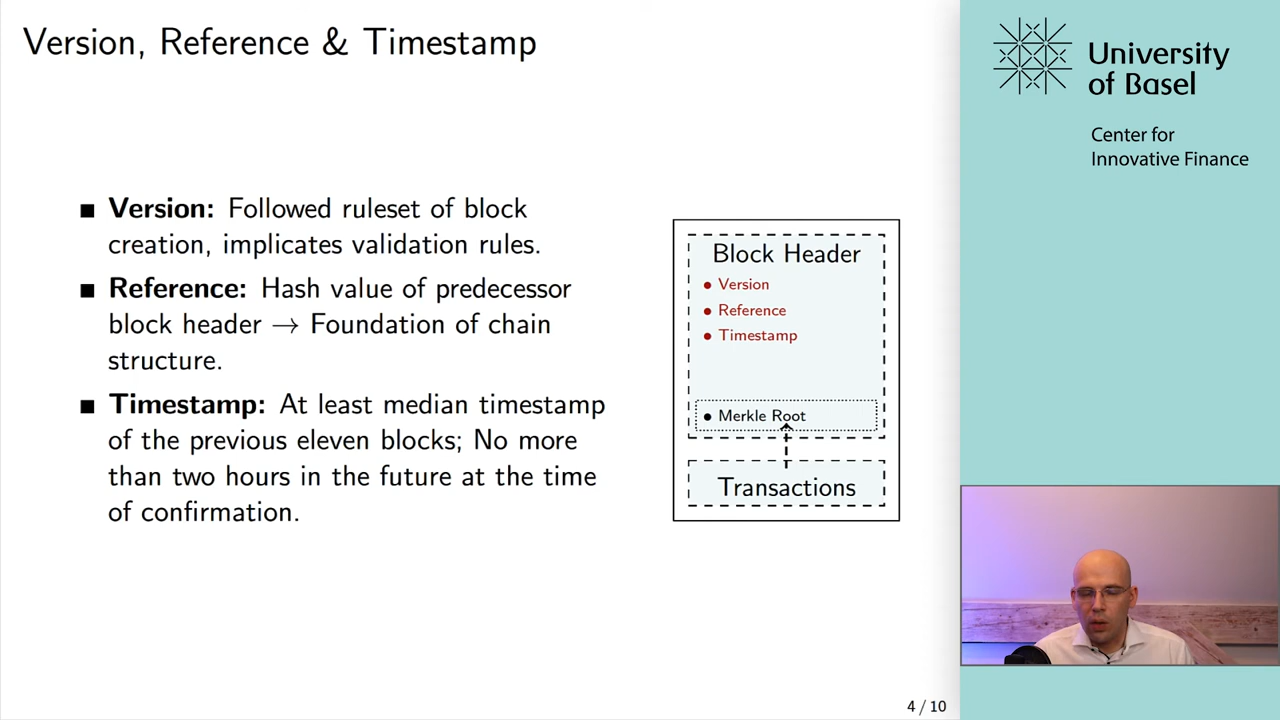 Version, Reference & Timestamp
■ Version: Followed ruleset of block
creation, implicates validation rules.
■ Reference: Hash value of predecessor
block header → Foundation of chain
structure.
■ Timestamp: At least median timestamp
of the previous eleven blocks; No more
than two hours in the future at the time
of confirmation.
Block Header
● Version
● Reference
● Timestamp
● Merkle Root
Transactions
4 / 10
University
of Basel
Center for
Innovative Finance